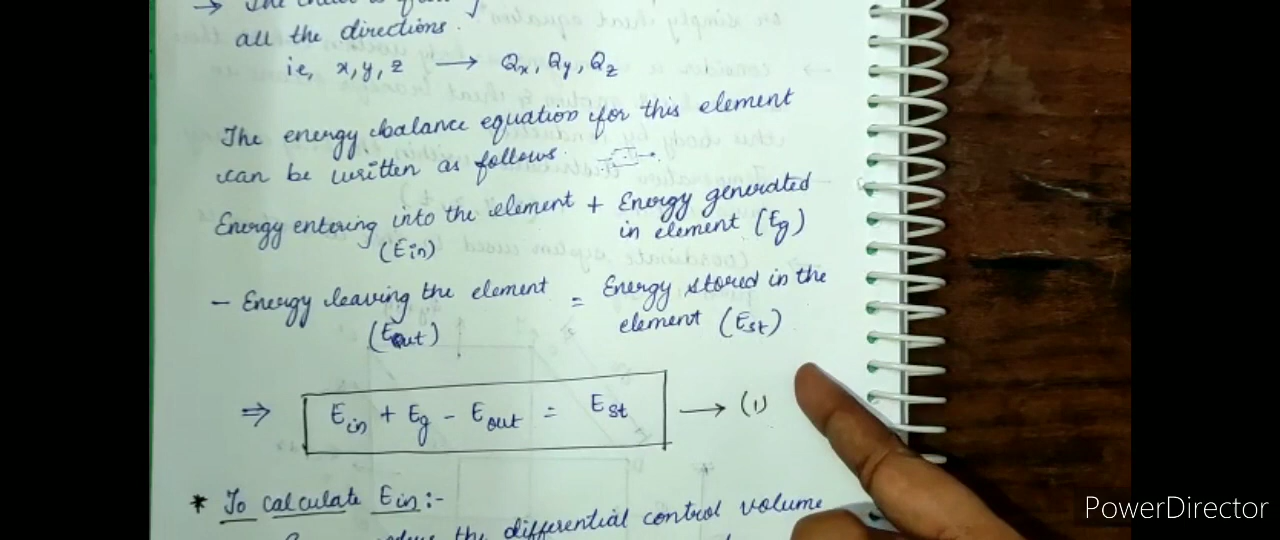 → The
all the directions.
ie, x, y, z → Qx, Qy, Qz
The energy balance equation for this element
can be written as follows.
Energy entering into the element + Energy generated
(Ein) in element (Eg)
- Energy leaving the element = Energy stored in the
(Eout) element (Est)
⇒ Ein + Eg - Eout = Est → (1)
* To calculate Ein:-
the differential control volume
PowerDirector